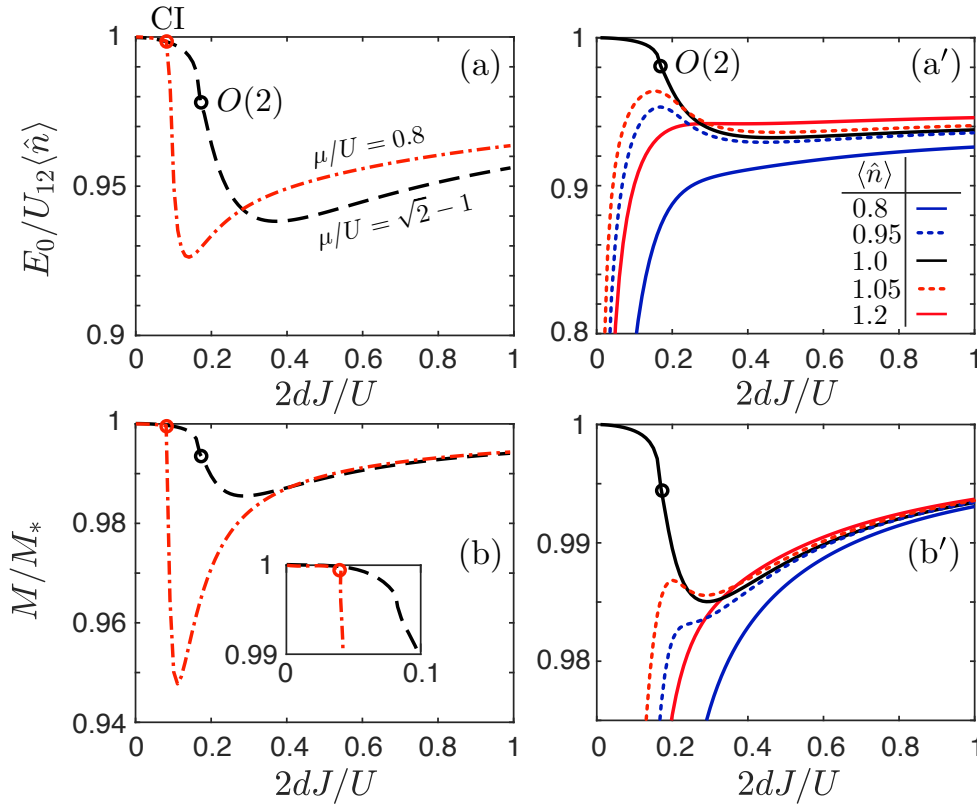 CI
(a)
O(2)
μ/U = 0.8
μ/U = √2 − 1
E₀/U₁₂⟨n̂⟩
1
0.95
0.9
0 0.2 0.4 0.6 0.8 1
2dJ/U
(a′)
O(2)
⟨n̂⟩
0.8
0.95
1.0
1.05
1.2
1
0.9
0.8
0 0.2 0.4 0.6 0.8 1
2dJ/U
(b)
M/M*
1
0.98
0.96
0.94
1
0.99
0 0.1
0 0.2 0.4 0.6 0.8 1
2dJ/U
(b′)
1
0.99
0.98
0 0.2 0.4 0.6 0.8 1
2dJ/U